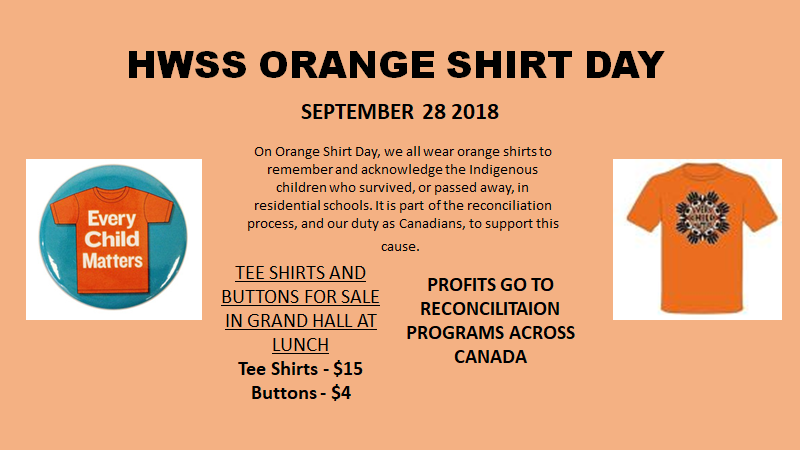 HWSS ORANGE SHIRT DAY
SEPTEMBER 28 2018
On Orange Shirt Day, we all wear orange shirts to
remember and acknowledge the Indigenous
children who survived, or passed away, in
residential schools. It is part of the reconciliation
process, and our duty as Canadians, to support this
cause.
Every
Child
Matters
TEE SHIRTS AND
BUTTONS FOR SALE
IN GRAND HALL AT
LUNCH
Tee Shirts - $15
Buttons - $4
PROFITS GO TO
RECONCILITAION
PROGRAMS ACROSS
CANADA
EVERY
CHILD